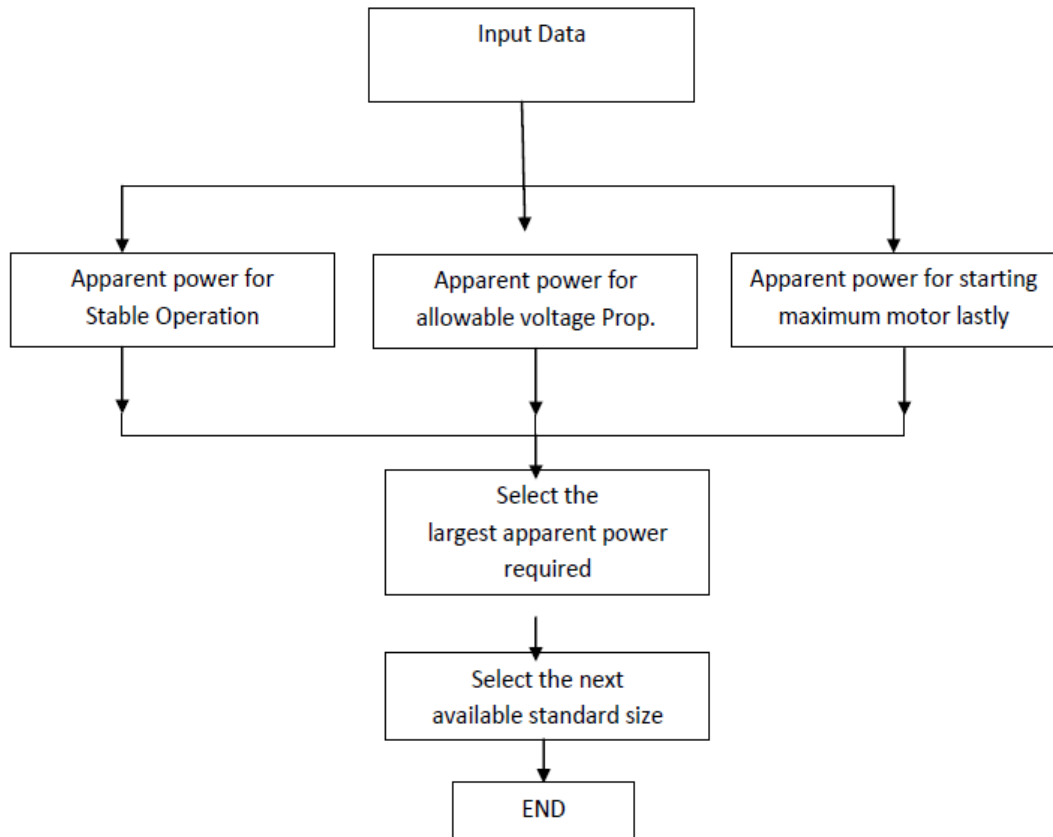 Input Data
Apparent power for
Stable Operation
Apparent power for
allowable voltage Prop.
Apparent power for starting
maximum motor lastly
Select the
largest apparent power
required
Select the next
available standard size
END